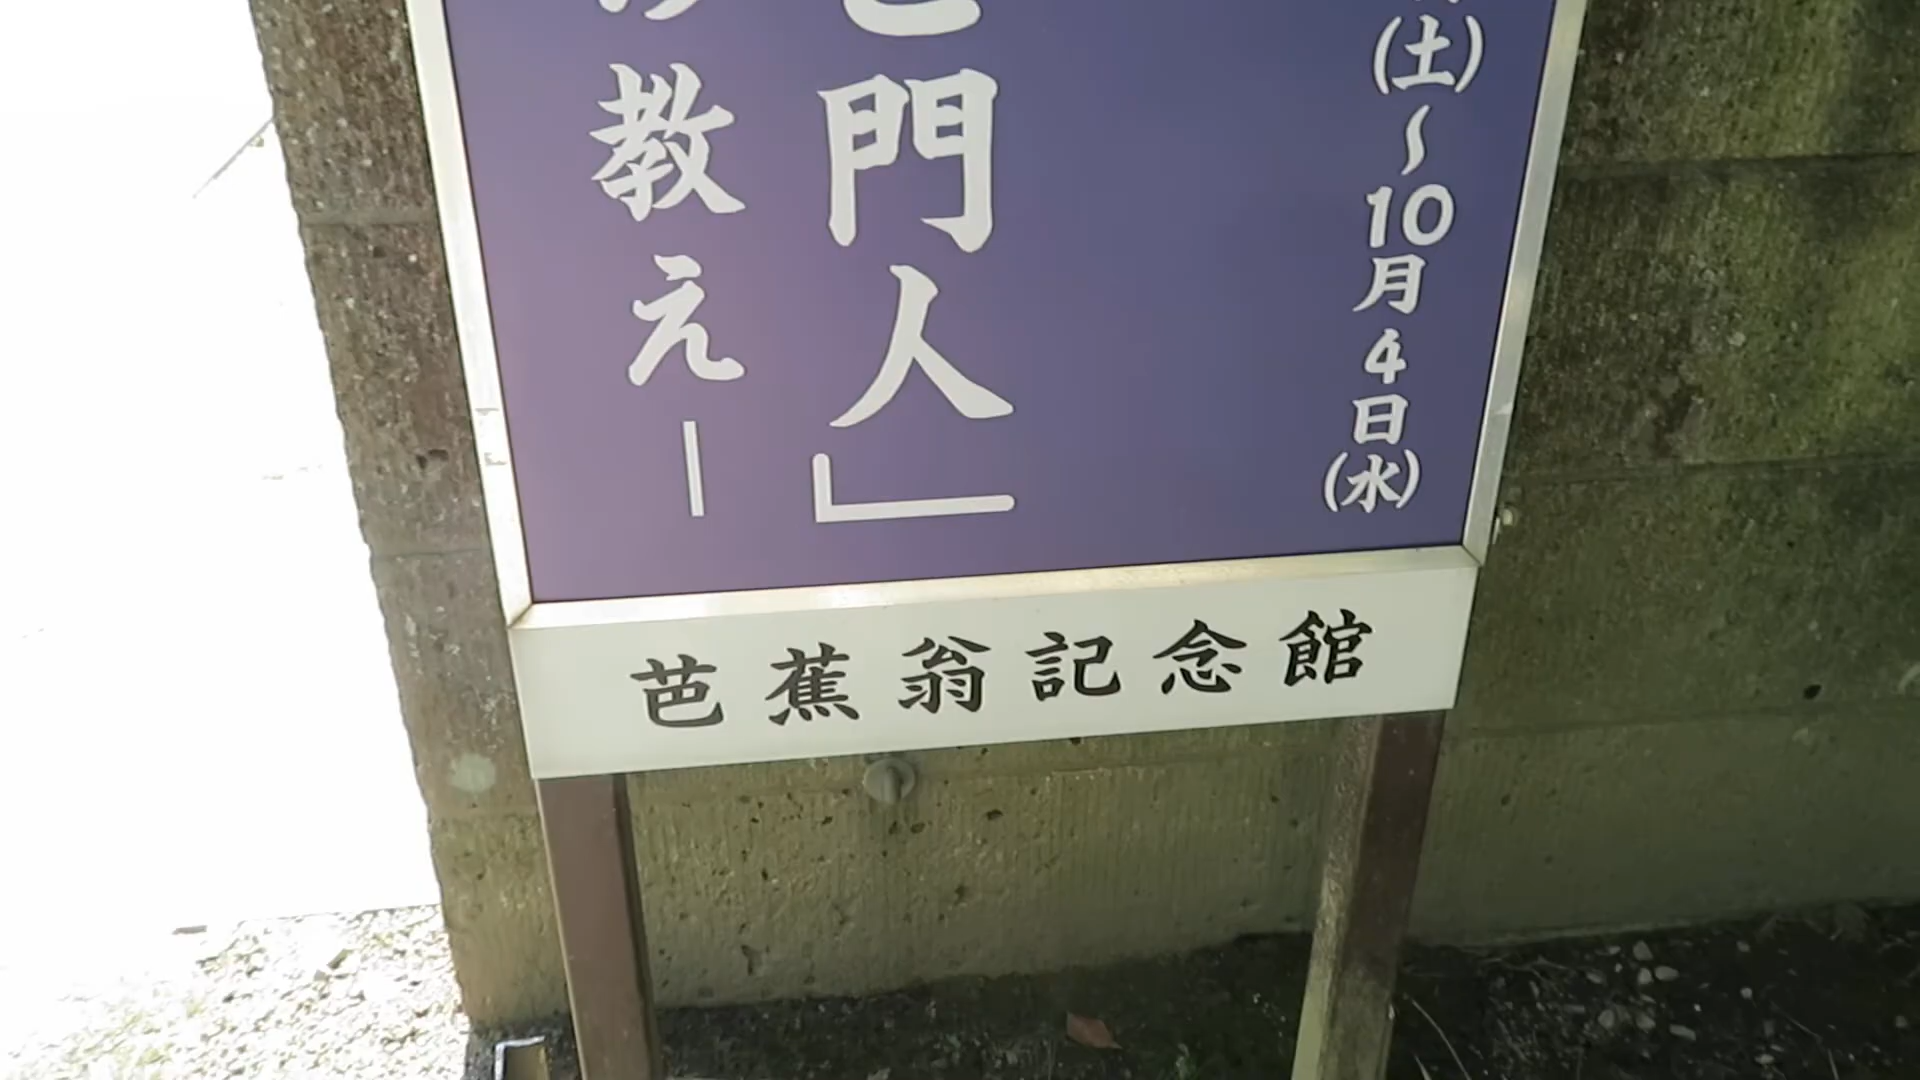 (土)〜10月4日(水)
門人」
教え―
芭蕉翁記念館